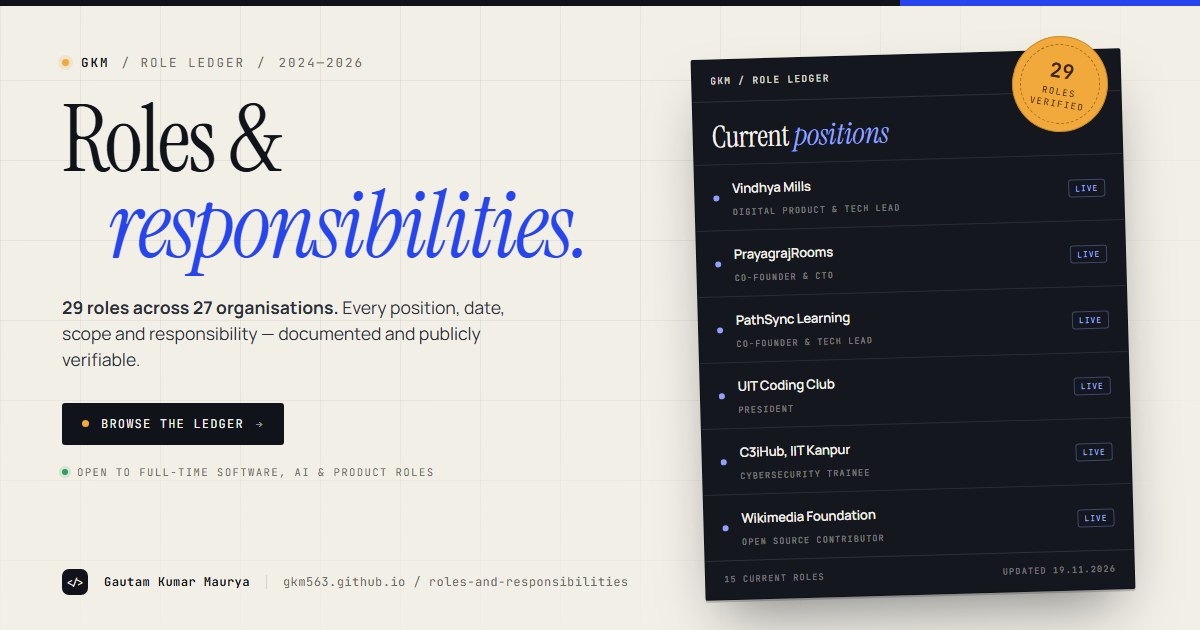 GKM / ROLE LEDGER / 2024—2026
Roles &
responsibilities.
29 roles across 27 organisations. Every position, date,
scope and responsibility — documented and publicly
verifiable.
BROWSE THE LEDGER →
OPEN TO FULL-TIME SOFTWARE, AI & PRODUCT ROLES
</> Gautam Kumar Maurya gkm563.github.io / roles-and-responsibilities
GKM / ROLE LEDGER
29
ROLES
VERIFIED
Current positions
Vindhya Mills
DIGITAL PRODUCT & TECH LEAD
LIVE
PrayagrajRooms
CO-FOUNDER & CTO
LIVE
PathSync Learning
CO-FOUNDER & TECH LEAD
LIVE
UIT Coding Club
PRESIDENT
LIVE
C3iHub, IIT Kanpur
CYBERSECURITY TRAINEE
LIVE
Wikimedia Foundation
OPEN SOURCE CONTRIBUTOR
LIVE
15 CURRENT ROLES
UPDATED 19.11.2026